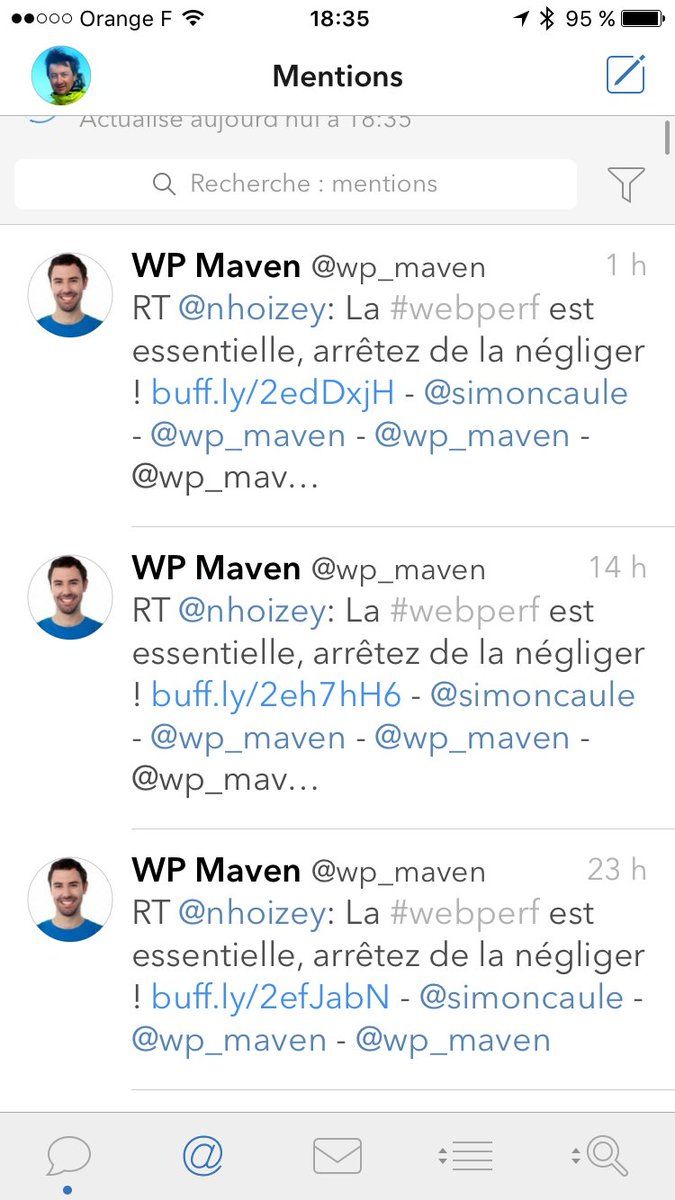 Orange F 18:35 95 %
Mentions
Actualisé aujourd'hui à 18:35
Recherche : mentions
WP Maven @wp_maven 1 h
RT @nhoizey: La #webperf est
essentielle, arrêtez de la négliger
! buff.ly/2edDxjH - @simoncaule
- @wp_maven - @wp_maven -
@wp_mav…
WP Maven @wp_maven 14 h
RT @nhoizey: La #webperf est
essentielle, arrêtez de la négliger
! buff.ly/2eh7hH6 - @simoncaule
- @wp_maven - @wp_maven -
@wp_mav…
WP Maven @wp_maven 23 h
RT @nhoizey: La #webperf est
essentielle, arrêtez de la négliger
! buff.ly/2efJabN - @simoncaule -
@wp_maven - @wp_maven
@